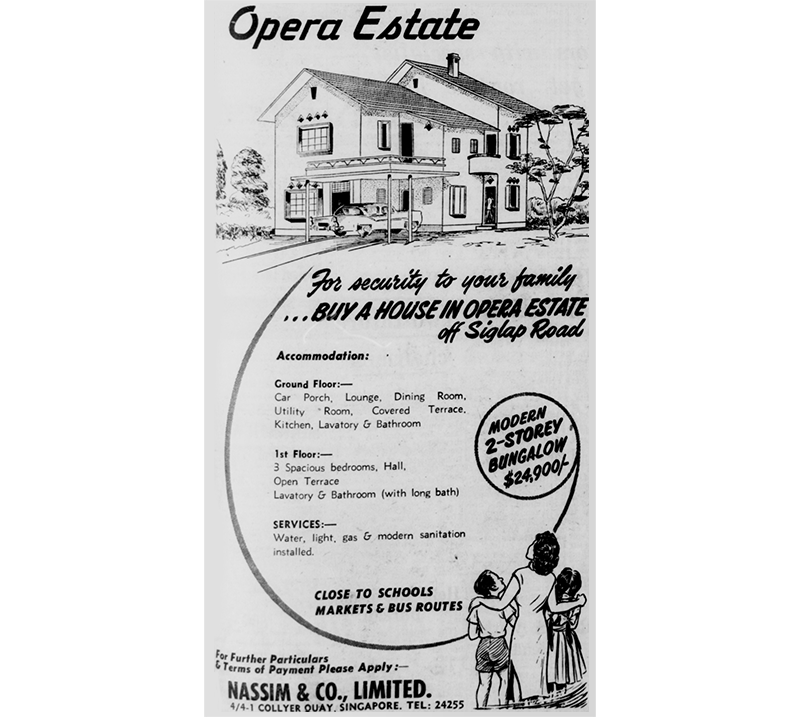 Opera Estate
For security to your family
...BUY A HOUSE IN OPERA ESTATE
off Siglap Road
Accommodation:
Ground Floor:—
Car Porch, Lounge, Dining Room,
Utility Room, Covered Terrace,
Kitchen, Lavatory & Bathroom
MODERN
2-STOREY
BUNGALOW
$24,900/-
1st Floor:—
3 Spacious bedrooms, Hall,
Open Terrace
Lavatory & Bathroom (with long bath)
SERVICES:—
Water, light, gas & modern sanitation
installed.
CLOSE TO SCHOOLS
MARKETS & BUS ROUTES
For Further Particulars
& Terms of Payment Please Apply:—
NASSIM & CO., LIMITED.
4/4-1 COLLYER QUAY, SINGAPORE. TEL: 24255